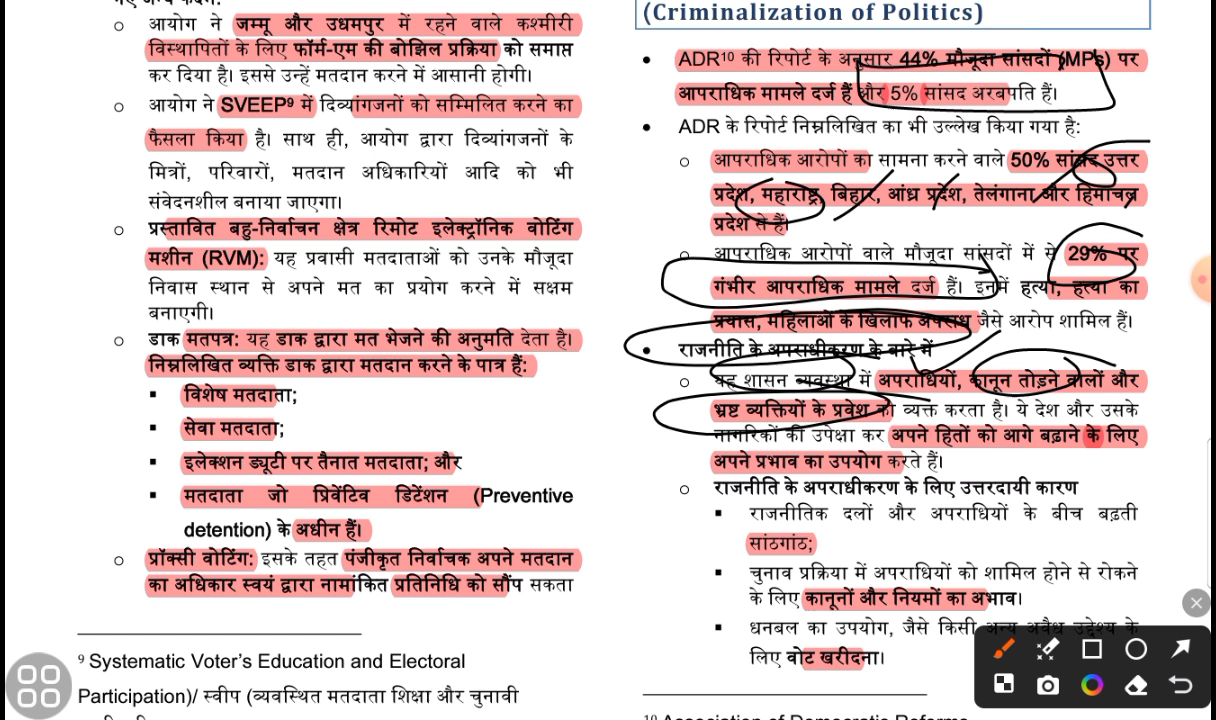 आयोग ने जम्मू और उधमपुर में रहने वाले कश्मीरी
विस्थापितों के लिए फॉर्म-एम की बोझिल प्रक्रिया को समाप्त
कर दिया है। इससे उन्हें मतदान करने में आसानी होगी।
आयोग ने SVEEP⁹ में दिव्यांगजनों को सम्मिलित करने का
फैसला किया है। साथ ही, आयोग द्वारा दिव्यांगजनों के
मित्रों, परिवारों, मतदान अधिकारियों आदि को भी
संवेदनशील बनाया जाएगा।
प्रस्तावित बहु-निर्वाचन क्षेत्र रिमोट इलेक्ट्रॉनिक वोटिंग
मशीन (RVM): यह प्रवासी मतदाताओं को उनके मौजूदा
निवास स्थान से अपने मत का प्रयोग करने में सक्षम
बनाएगी।
डाक मतपत्र: यह डाक द्वारा मत भेजने की अनुमति देता है।
निम्नलिखित व्यक्ति डाक द्वारा मतदान करने के पात्र हैं:
विशेष मतदाता;
सेवा मतदाता;
इलेक्शन ड्यूटी पर तैनात मतदाता; और
मतदाता जो प्रिवेंटिव डिटेंशन (Preventive
detention) के अधीन हैं।
प्रॉक्सी वोटिंग: इसके तहत पंजीकृत निर्वाचक अपने मतदान
का अधिकार स्वयं द्वारा नामांकित प्रतिनिधि को सौंप सकता
⁹ Systematic Voter's Education and Electoral
Participation)/ स्वीप (व्यवस्थित मतदाता शिक्षा और चुनावी
(Criminalization of Politics)
ADR¹⁰ की रिपोर्ट के अनुसार 44% मौजूदा सांसदों (MPs) पर
आपराधिक मामले दर्ज हैं और 5% सांसद अरबपति हैं।
ADR के रिपोर्ट निम्नलिखित का भी उल्लेख किया गया है:
आपराधिक आरोपों का सामना करने वाले 50% सांसद उत्तर
प्रदेश, महाराष्ट्र, बिहार, आंध्र प्रदेश, तेलंगाना और हिमाचल
प्रदेश से हैं।
आपराधिक आरोपों वाले मौजूदा सांसदों में से 29% पर
गंभीर आपराधिक मामले दर्ज हैं। इनमें हत्या, हत्या का
प्रयास, महिलाओं के खिलाफ अपराध जैसे आरोप शामिल हैं।
राजनीति के अपराधीकरण के बारे में
यह शासन व्यवस्था में अपराधियों, कानून तोड़ने वालों और
भ्रष्ट व्यक्तियों के प्रवेश को व्यक्त करता है। ये देश और उसके
नागरिकों की उपेक्षा कर अपने हितों को आगे बढ़ाने के लिए
अपने प्रभाव का उपयोग करते हैं।
राजनीति के अपराधीकरण के लिए उत्तरदायी कारण
राजनीतिक दलों और अपराधियों के बीच बढ़ती
सांठगांठ;
चुनाव प्रक्रिया में अपराधियों को शामिल होने से रोकने
के लिए कानूनों और नियमों का अभाव।
धनबल का उपयोग, जैसे किसी अन्य अवैध उद्देश्य के
लिए वोट खरीदना।
¹⁰ Association of Democratic Reforms